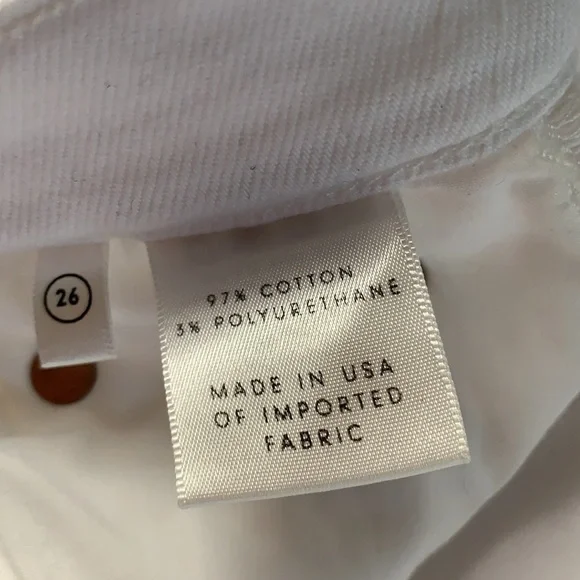 26
97% COTTON
3% POLYURETHANE
MADE IN USA
OF IMPORTED
FABRIC